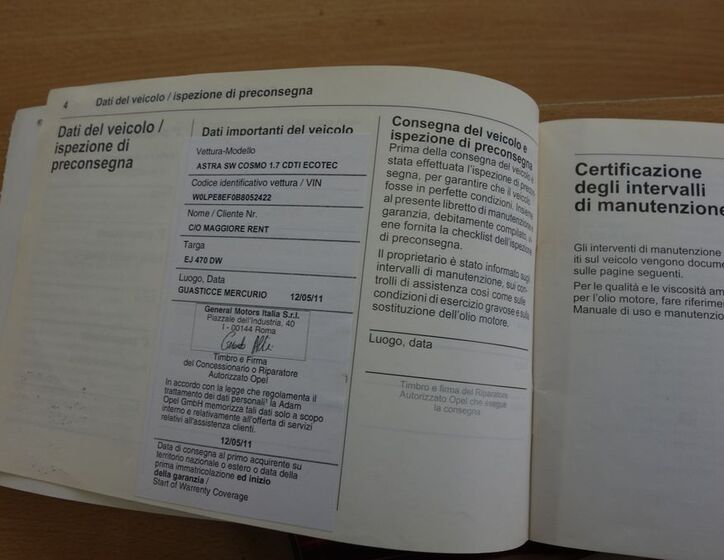 4 Dati del veicolo / ispezione di preconsegna
Dati del veicolo /
ispezione di
preconsegna
Dati importanti del veicolo
Vettura-Modello
ASTRA SW COSMO 1.7 CDTI ECOTEC
Codice identificativo vettura / VIN
W0LPE8EF0B8052422
Nome / Cliente Nr.
C/O MAGGIORE RENT
Targa
EJ 470 DW
Luogo, Data
GUASTICCE MERCURIO 12/05/11
General Motors Italia S.r.l.
Piazzale dell'Industria, 40
I - 00144 Roma
Timbro e Firma
del Concessionario o Riparatore
Autorizzato Opel
In accordo con la legge che regolamenta il
trattamento dei dati personali¹ la Adam
Opel GmbH memorizza tali dati solo a scopo
interno e relativamente all'offerta di servizi
relativi all'assistenza clienti.
12/05/11
Data di consegna al primo acquirente su
territorio nazionale o estero o data della
prima immatricolazione ed inizio
della garanzia /
Start of Warrenty Coverage
Consegna del veicolo e
ispezione di preconsegna
Prima della consegna del veicolo è
stata effettuata l'ispezione di precon-
segna, per garantire che il veicolo
fosse in perfette condizioni. Insieme
al presente libretto di manutenzione e
garanzia, debitamente compilato, vi-
ene fornita la checklist dell'ispezione
di preconsegna.
Il proprietario è stato informato sugli
intervalli di manutenzione, sui con-
trolli di assistenza così come sulle
condizioni di esercizio gravose e sulla
sostituzione dell'olio motore.
Luogo, data
Timbro e firma del Riparatore
Autorizzato Opel che esegue
la consegna
Certificazione
degli intervalli
di manutenzione
Gli interventi di manutenzione
iti sul veicolo vengono docume
sulle pagine seguenti.
Per le qualità e le viscosità am
per l'olio motore, fare riferime
Manuale di uso e manutenzio